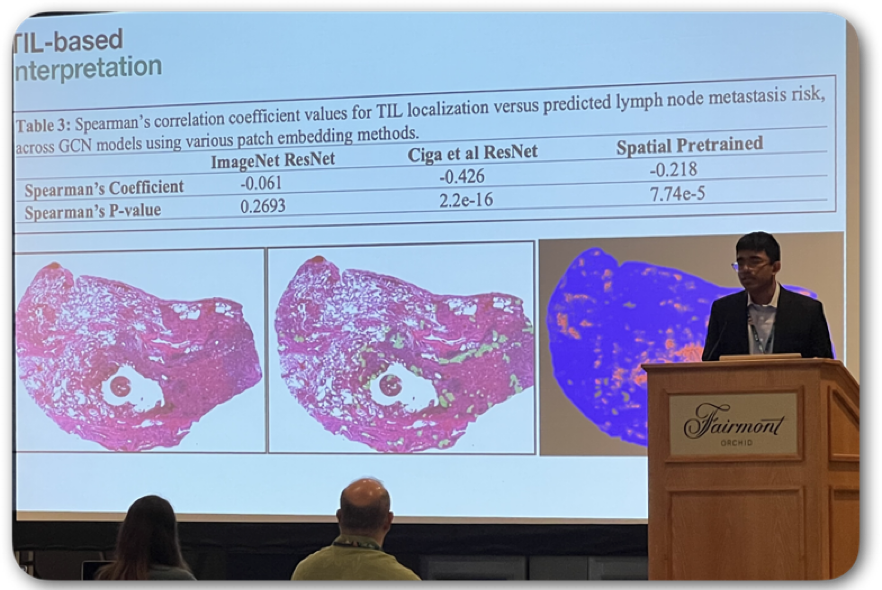 TIL-based
nterpretation
Table 3: Spearman's correlation coefficient values for TIL localization versus predicted lymph node metastasis risk,
across GCN models using various patch embedding methods.
ImageNet ResNet Ciga et al ResNet Spatial Pretrained
Spearman's Coefficient -0.061 -0.426 -0.218
Spearman's P-value 0.2693 2.2e-16 7.74e-5
Fairmont
ORCHID